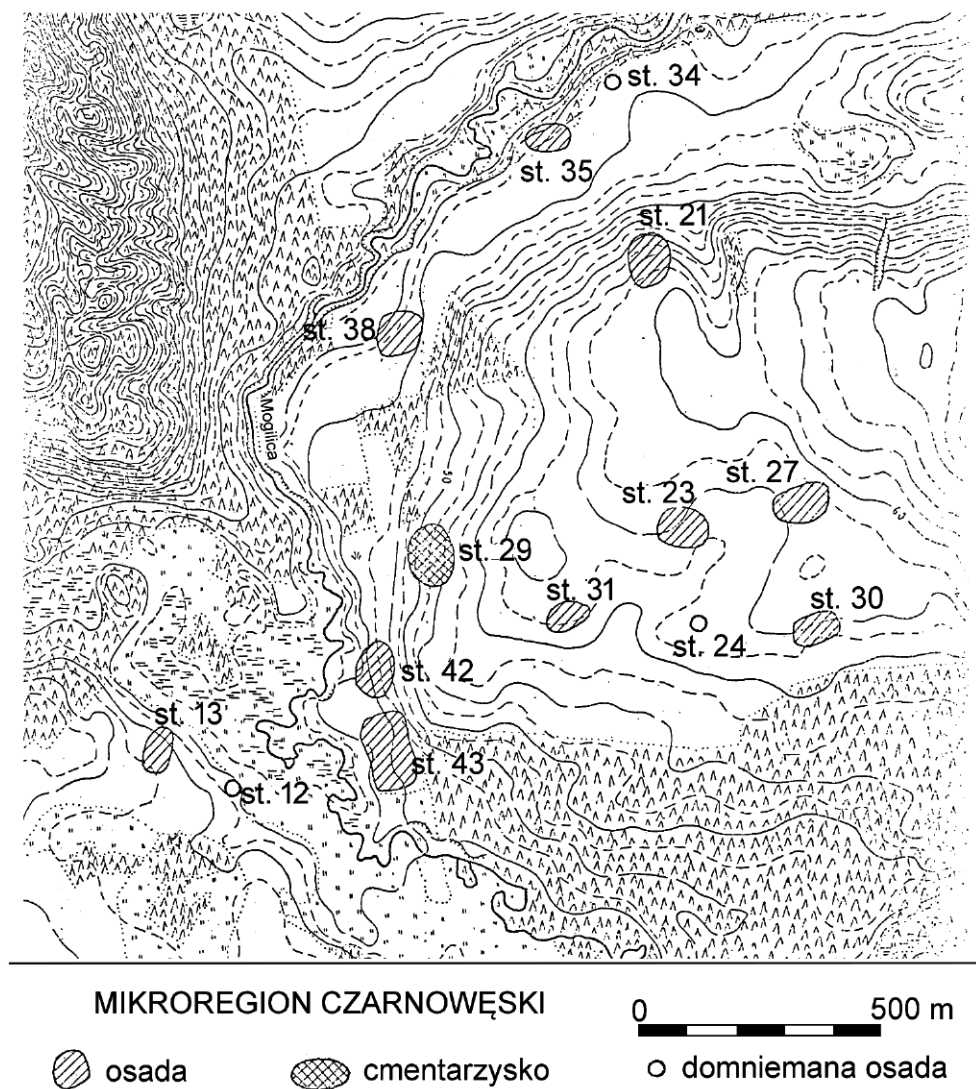 st. 34
st. 35
st. 21
st. 38
Mogilica
50
st. 27
st. 23
st. 29
st. 31
st. 30
st. 24
st. 42
st. 13
st. 43
st. 12
MIKROREGION CZARNOWĘSKI
0 500 m
osada
cmentarzysko
domniemana osada